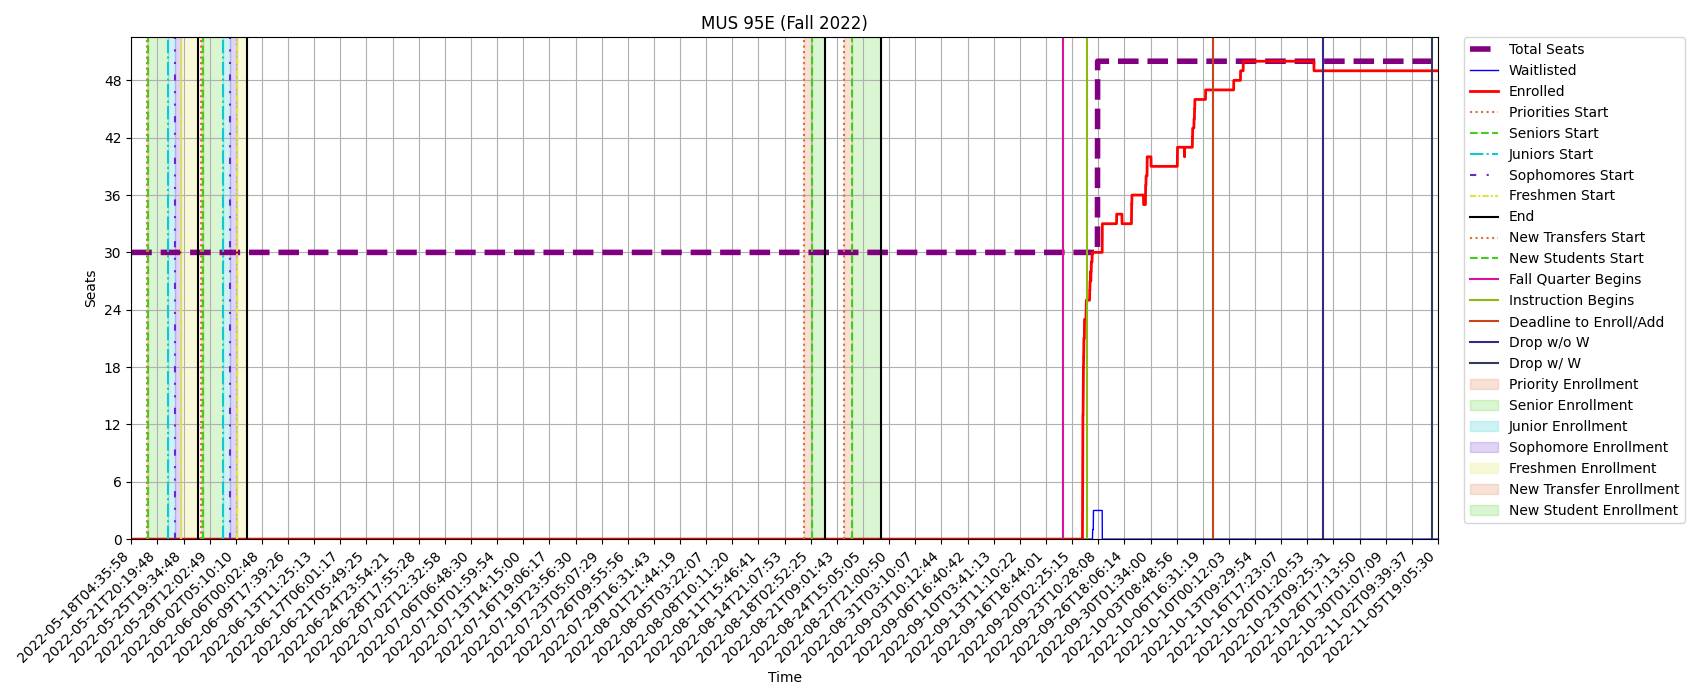 MUS 95E (Fall 2022)
Seats
48
42
36
30
24
18
12
6
0
2022-05-18T04:35:58
2022-05-21T20:19:48
2022-05-25T19:34:48
2022-05-29T12:02:49
2022-06-02T05:10:10
2022-06-06T00:02:48
2022-06-09T17:39:26
2022-06-13T11:25:13
2022-06-17T06:01:17
2022-06-21T05:49:25
2022-06-24T23:54:21
2022-06-28T17:55:28
2022-07-02T12:32:58
2022-07-06T06:48:30
2022-07-10T01:59:54
2022-07-13T14:15:00
2022-07-16T19:06:17
2022-07-19T23:56:30
2022-07-23T05:07:29
2022-07-26T09:55:56
2022-07-29T16:31:43
2022-08-01T21:44:19
2022-08-05T03:22:07
2022-08-08T10:11:20
2022-08-11T15:46:41
2022-08-14T21:07:53
2022-08-18T02:52:25
2022-08-21T09:01:43
2022-08-24T15:05:05
2022-08-27T21:00:50
2022-08-31T03:10:07
2022-09-03T10:12:44
2022-09-06T16:40:42
2022-09-10T03:41:13
2022-09-13T11:10:22
2022-09-16T18:44:01
2022-09-20T02:25:15
2022-09-23T10:28:08
2022-09-26T18:06:14
2022-09-30T01:34:00
2022-10-03T08:48:56
2022-10-06T16:31:19
2022-10-10T00:12:03
2022-10-13T09:29:54
2022-10-16T17:23:07
2022-10-20T01:20:53
2022-10-23T09:25:31
2022-10-26T17:13:50
2022-10-30T01:07:09
2022-11-02T09:39:37
2022-11-05T19:05:30
Time
Total Seats
Waitlisted
Enrolled
Priorities Start
Seniors Start
Juniors Start
Sophomores Start
Freshmen Start
End
New Transfers Start
New Students Start
Fall Quarter Begins
Instruction Begins
Deadline to Enroll/Add
Drop w/o W
Drop w/ W
Priority Enrollment
Senior Enrollment
Junior Enrollment
Sophomore Enrollment
Freshmen Enrollment
New Transfer Enrollment
New Student Enrollment